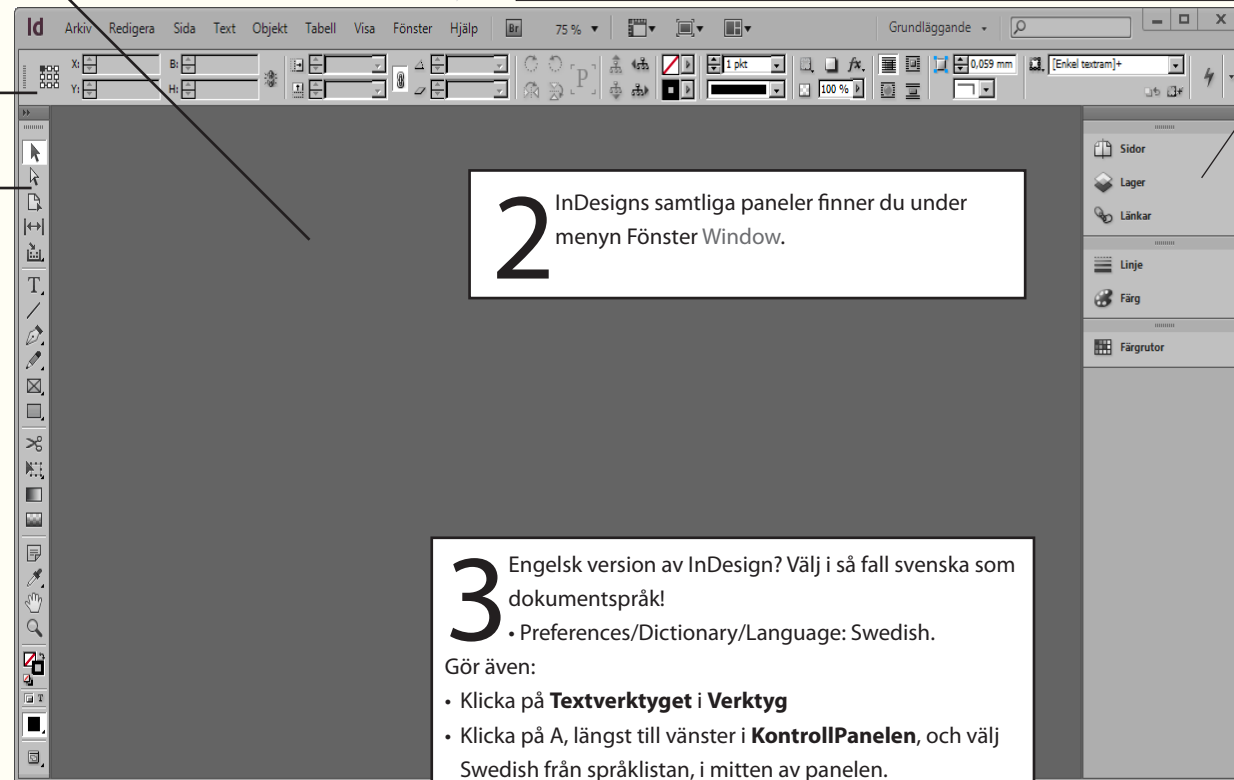 Id Arkiv Redigera Sida Text Objekt Tabell Visa Fönster Hjälp Br 75 % Grundläggande
X: B: 1 pkt 0,059 mm [Enkel textram]+
Y: H: 100 %
Sidor
Lager
Länkar
Linje
Färg
Färgrutor
2 InDesigns samtliga paneler finner du under
menyn Fönster Window.
3 Engelsk version av InDesign? Välj i så fall svenska som
dokumentspråk!
• Preferences/Dictionary/Language: Swedish.
Gör även:
• Klicka på Textverktyget i Verktyg
• Klicka på A, längst till vänster i KontrollPanelen, och välj
Swedish från språklistan, i mitten av panelen.